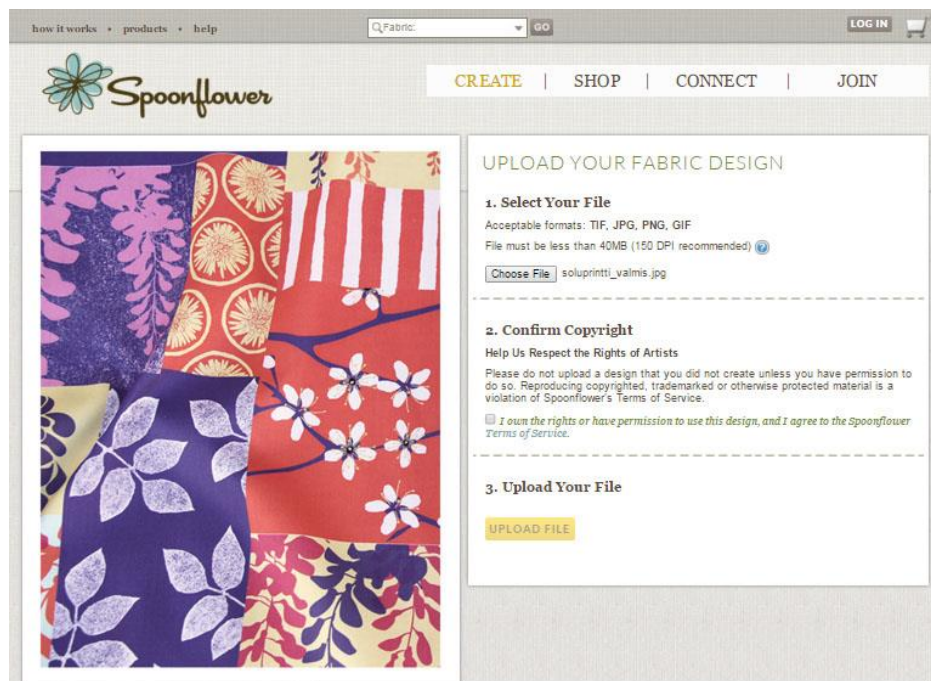 how it works • products • help
Fabric:
GO
LOG IN
Spoonflower
CREATE | SHOP | CONNECT | JOIN
UPLOAD YOUR FABRIC DESIGN
1. Select Your File
Acceptable formats: TIF, JPG, PNG, GIF
File must be less than 40MB (150 DPI recommended) ?
Choose File soluprintti_valmis.jpg
2. Confirm Copyright
Help Us Respect the Rights of Artists
Please do not upload a design that you did not create unless you have permission to
do so. Reproducing copyrighted, trademarked or otherwise protected material is a
violation of Spoonflower's Terms of Service.
I own the rights or have permission to use this design, and I agree to the Spoonflower
Terms of Service.
3. Upload Your File
UPLOAD FILE